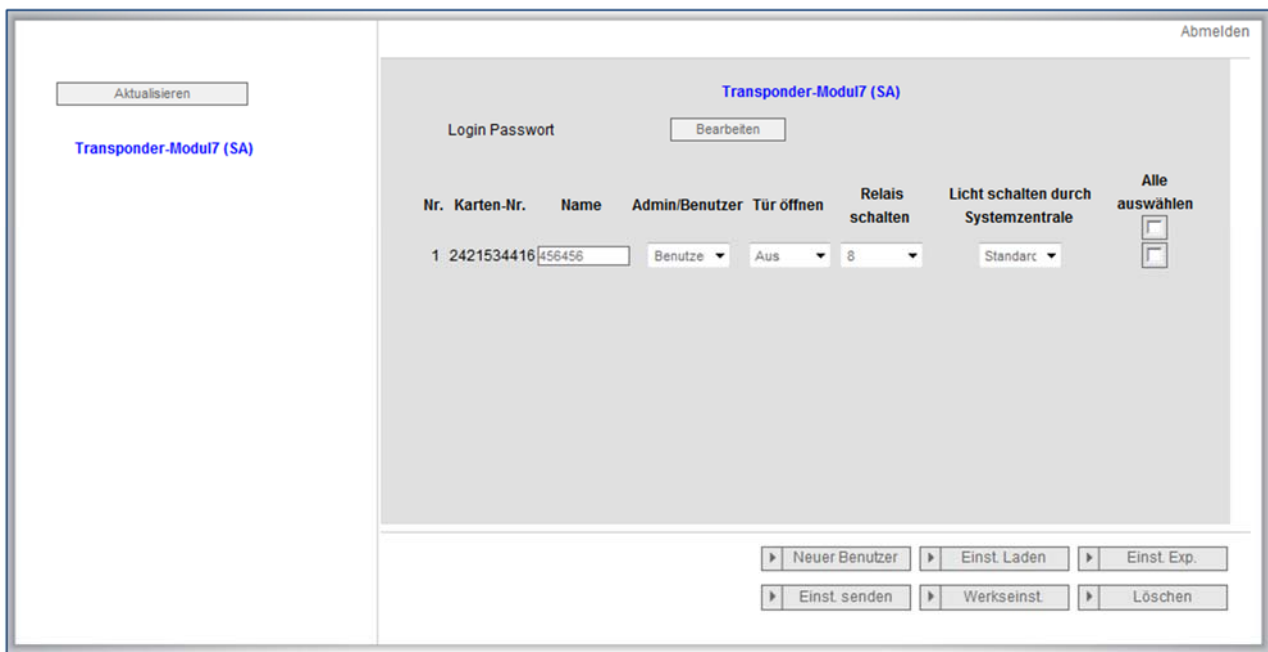 Abmelden
Aktualisieren
Transponder-Modul7 (SA)
Transponder-Modul7 (SA)
Login Passwort Bearbeiten
Nr. Karten-Nr. Name Admin/Benutzer Tür öffnen Relais schalten Licht schalten durch Systemzentrale Alle auswählen
1 2421534416 456456 Benutze Aus 8 Standarc
Neuer Benutzer Einst. Laden Einst. Exp.
Einst. senden Werkseinst. Löschen